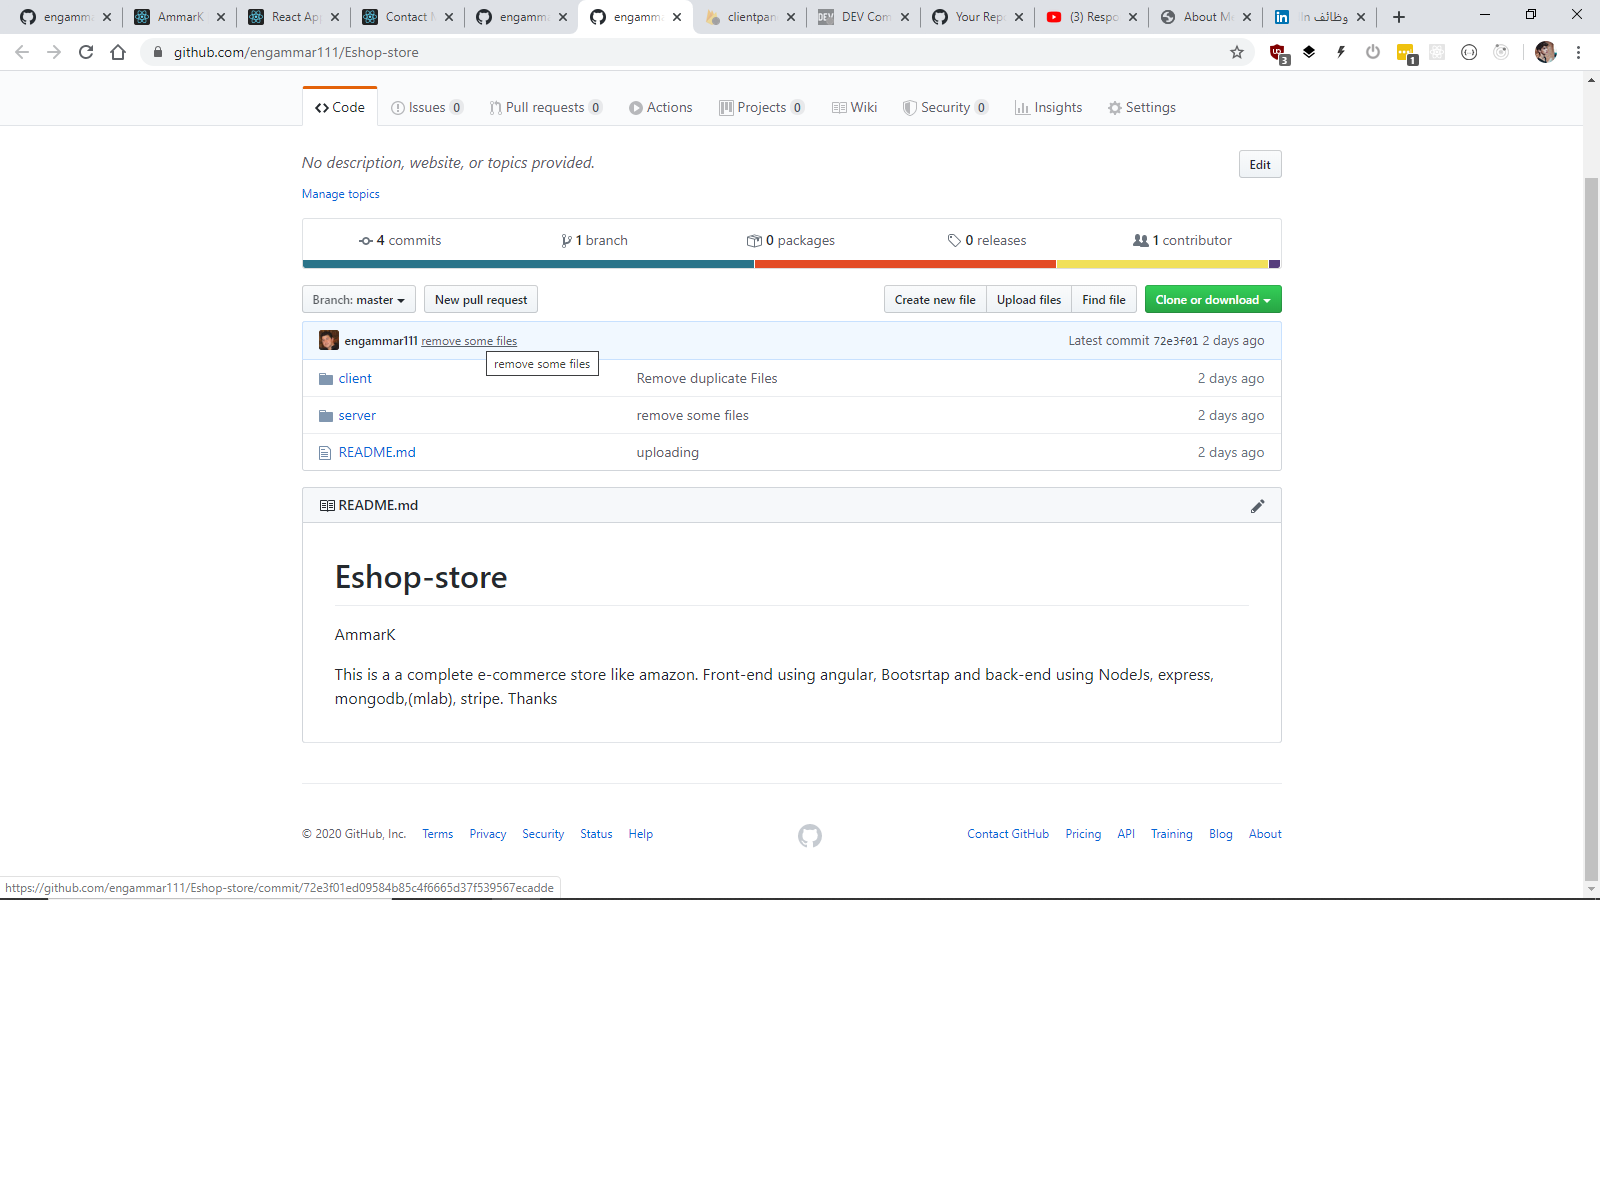 engamma
AmmarK
React Ap
Contact M
engamma
engamma
clientpan
DEV Com
Your Rep
(3) Respo
About Me
وظائف In
github.com/engammar111/Eshop-store
3
1
Code
Issues 0
Pull requests 0
Actions
Projects 0
Wiki
Security 0
Insights
Settings
No description, website, or topics provided.
Edit
Manage topics
4 commits
1 branch
0 packages
0 releases
1 contributor
Branch: master
New pull request
Create new file
Upload files
Find file
Clone or download
engammar111 remove some files
Latest commit 72e3f01 2 days ago
remove some files
client
Remove duplicate Files
2 days ago
server
remove some files
2 days ago
README.md
uploading
2 days ago
README.md
Eshop-store
AmmarK
This is a a complete e-commerce store like amazon. Front-end using angular, Bootsrtap and back-end using NodeJs, express,
mongodb,(mlab), stripe. Thanks
© 2020 GitHub, Inc.
Terms
Privacy
Security
Status
Help
Contact GitHub
Pricing
API
Training
Blog
About
https://github.com/engammar111/Eshop-store/commit/72e3f01ed09584b85c4f6665d37f539567ecadde